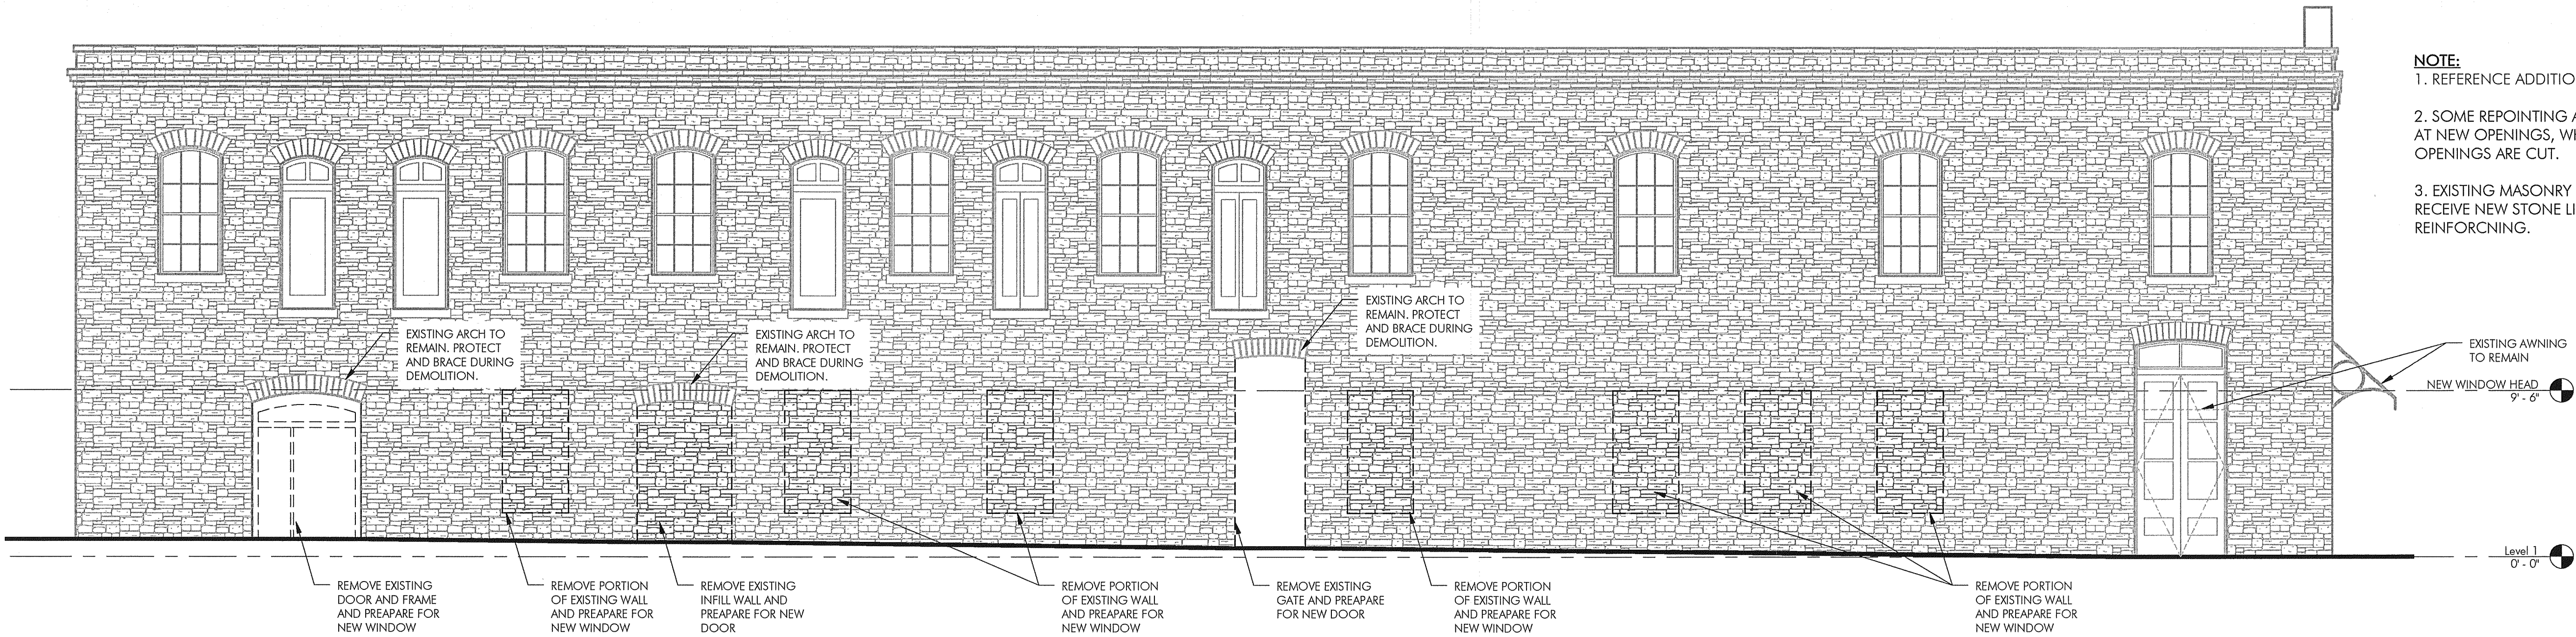 NOTE:
1. REFERENCE ADDITIO
2. SOME REPOINTING A
AT NEW OPENINGS, WH
OPENINGS ARE CUT.
3. EXISTING MASONRY
RECEIVE NEW STONE LI
REINFORCNING.
EXISTING ARCH TO
REMAIN. PROTECT
AND BRACE DURING
DEMOLITION.
EXISTING ARCH TO
REMAIN. PROTECT
AND BRACE DURING
DEMOLITION.
EXISTING ARCH TO
REMAIN. PROTECT
AND BRACE DURING
DEMOLITION.
EXISTING AWNING
TO REMAIN
NEW WINDOW HEAD
9' - 6"
Level 1
0' - 0"
REMOVE EXISTING
DOOR AND FRAME
AND PREAPARE FOR
NEW WINDOW
REMOVE PORTION
OF EXISTING WALL
AND PREAPARE FOR
NEW WINDOW
REMOVE EXISTING
INFILL WALL AND
PREAPARE FOR NEW
DOOR
REMOVE PORTION
OF EXISTING WALL
AND PREAPARE FOR
NEW WINDOW
REMOVE EXISTING
GATE AND PREAPARE
FOR NEW DOOR
REMOVE PORTION
OF EXISTING WALL
AND PREAPARE FOR
NEW WINDOW
REMOVE PORTION
OF EXISTING WALL
AND PREAPARE FOR
NEW WINDOW